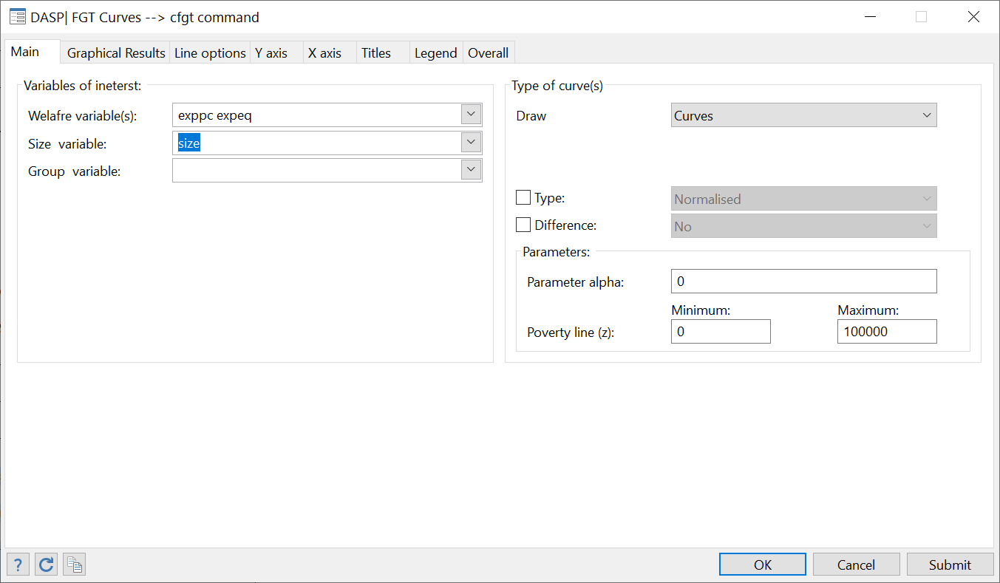 DASP| FGT Curves --> cfgt command
Main Graphical Results Line options Y axis X axis Titles Legend Overall
Variables of ineterst:
Welafre variable(s): exppc expeq
Size variable: size
Group variable:
Type of curve(s)
Draw Curves
Type: Normalised
Difference: No
Parameters:
Parameter alpha: 0
Minimum: Maximum:
Poverty line (z): 0 100000
? OK Cancel Submit